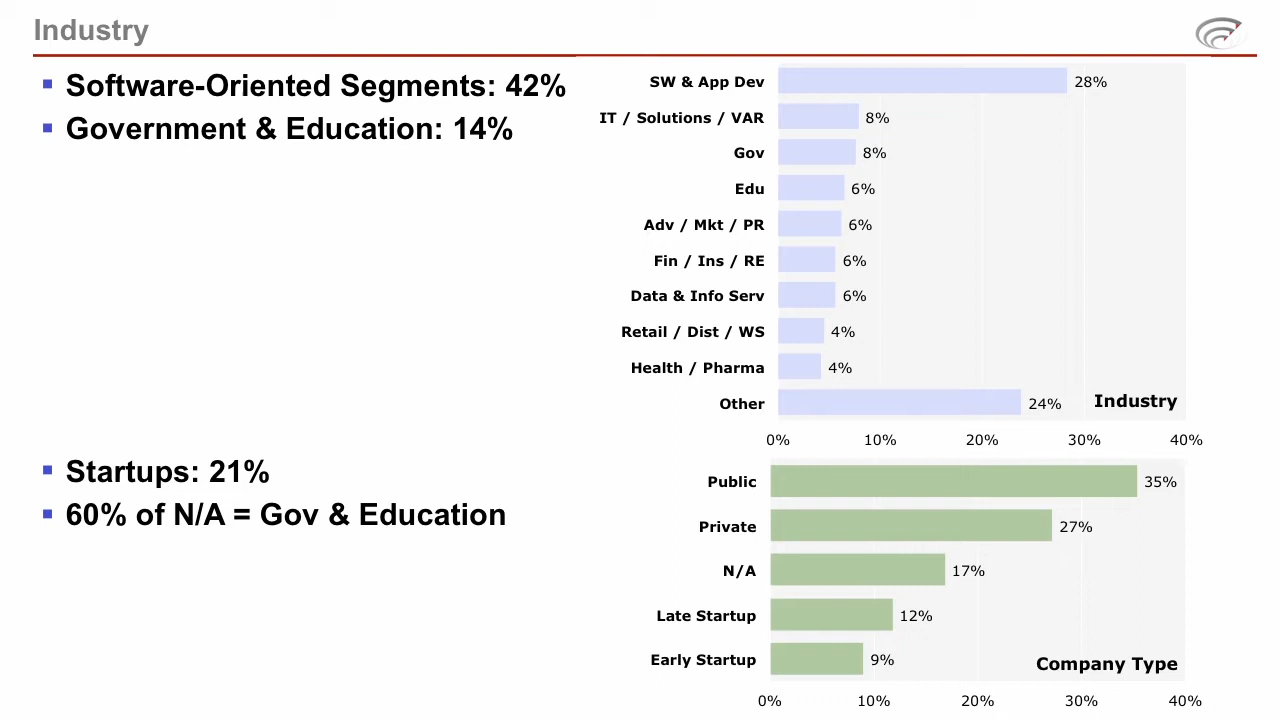 Industry
Software-Oriented Segments: 42%
Government & Education: 14%
SW & App Dev 28%
IT / Solutions / VAR 8%
Gov 8%
Edu 6%
Adv / Mkt / PR 6%
Fin / Ins / RE 6%
Data & Info Serv 6%
Retail / Dist / WS 4%
Health / Pharma 4%
Other 24%
Industry
0% 10% 20% 30% 40%
Startups: 21%
60% of N/A = Gov & Education
Public 35%
Private 27%
N/A 17%
Late Startup 12%
Early Startup 9%
Company Type
0% 10% 20% 30% 40%